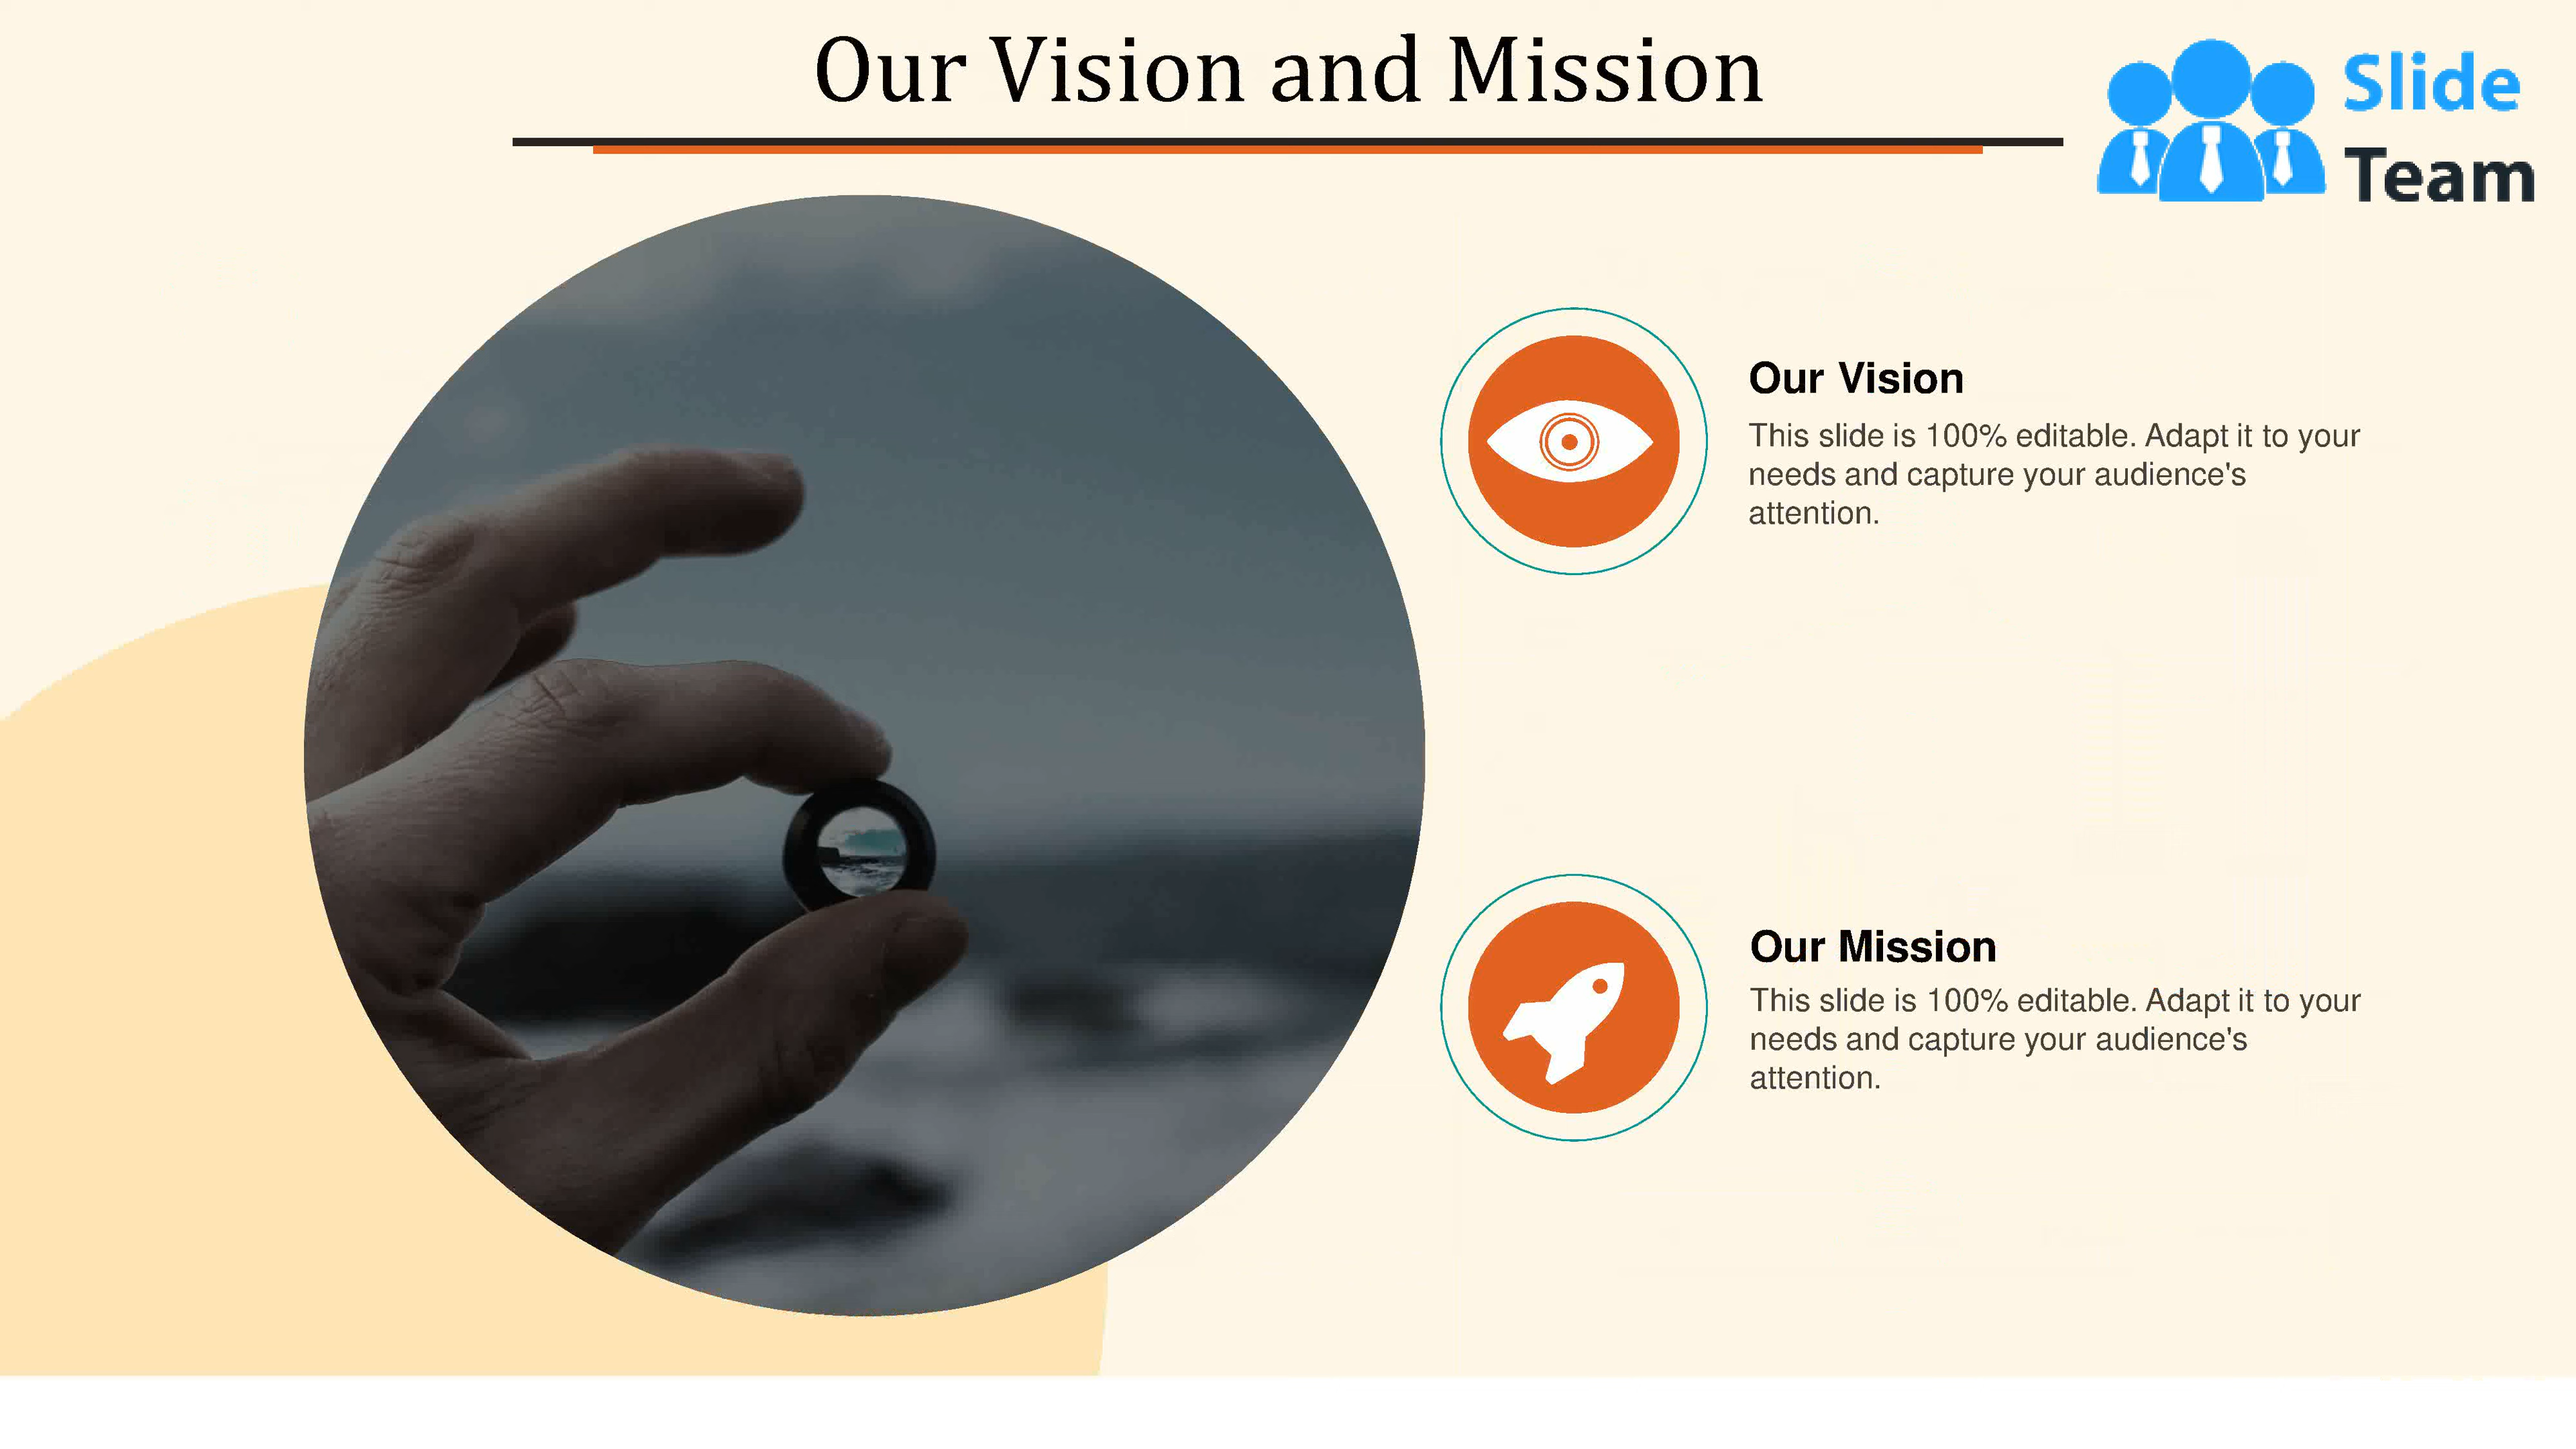 Our Vision and Mission
Slide
Team
Our Vision
This slide is 100% editable. Adapt it to your
needs and capture your audience's
attention.
Our Mission
This slide is 100% editable. Adapt it to your
needs and capture your audience's
attention.